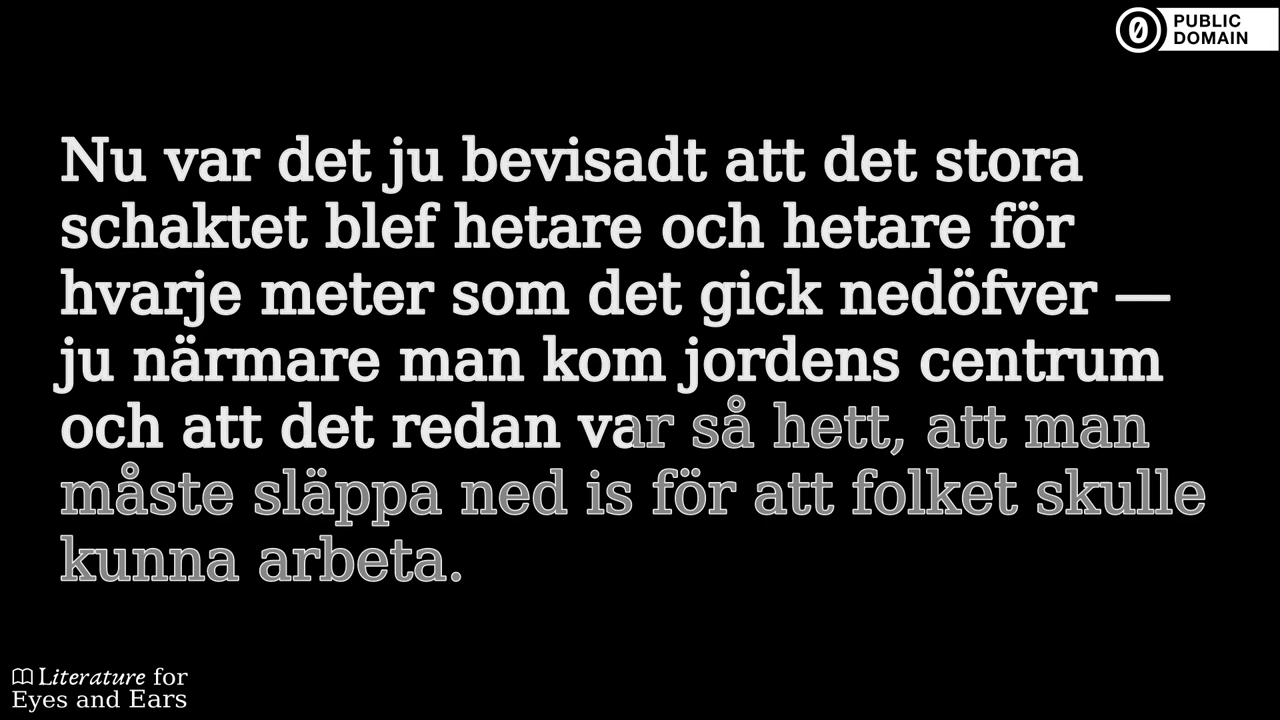 PUBLIC
DOMAIN
Nu var det ju bevisadt att det stora
schaktet blef hetare och hetare för
hvarje meter som det gick nedöfver —
ju närmare man kom jordens centrum
och att det redan var så hett, att man
måste släppa ned is för att folket skulle
kunna arbeta.
Literature for
Eyes and Ears